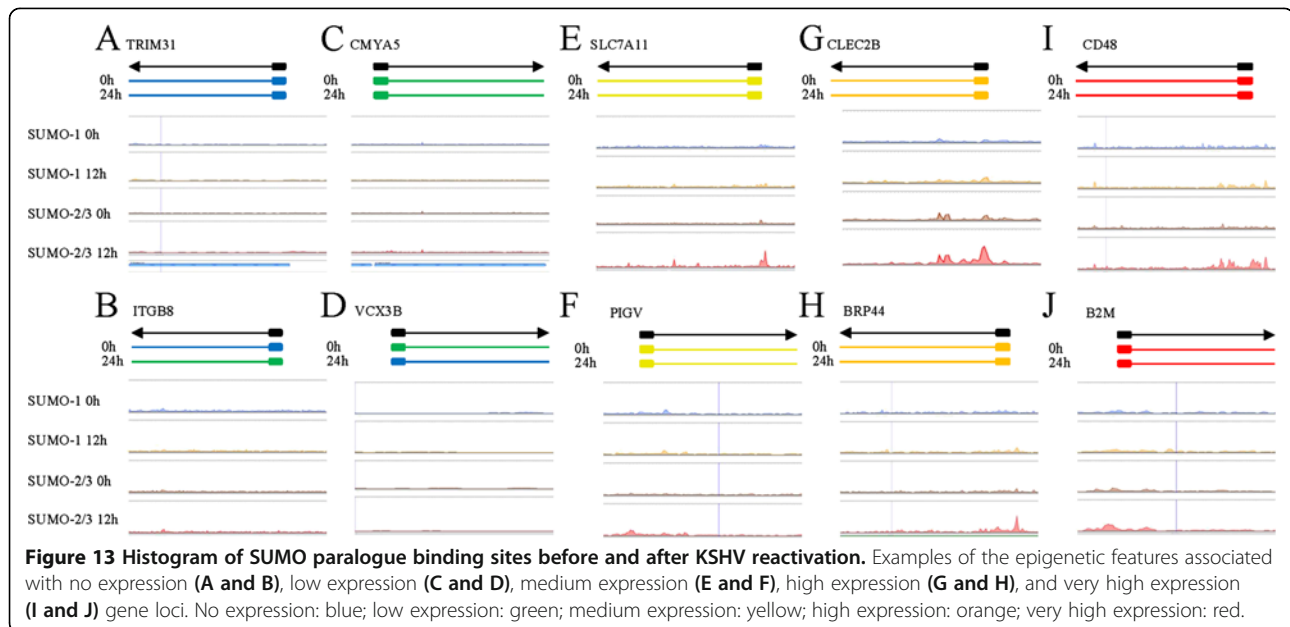 A TRIM31
C CMYA5
E SLC7A11
G CLEC2B
I CD48
0h
24h
0h
24h
0h
24h
0h
24h
0h
24h
SUMO-1 0h
SUMO-1 12h
SUMO-2/3 0h
SUMO-2/3 12h
B ITGB8
D VCX3B
F PIGV
H BRP44
J B2M
0h
24h
0h
24h
0h
24h
0h
24h
0h
24h
SUMO-1 0h
SUMO-1 12h
SUMO-2/3 0h
SUMO-2/3 12h
Figure 13 Histogram of SUMO paralogue binding sites before and after KSHV reactivation. Examples of the epigenetic features associated
with no expression (A and B), low expression (C and D), medium expression (E and F), high expression (G and H), and very high expression
(I and J) gene loci. No expression: blue; low expression: green; medium expression: yellow; high expression: orange; very high expression: red.